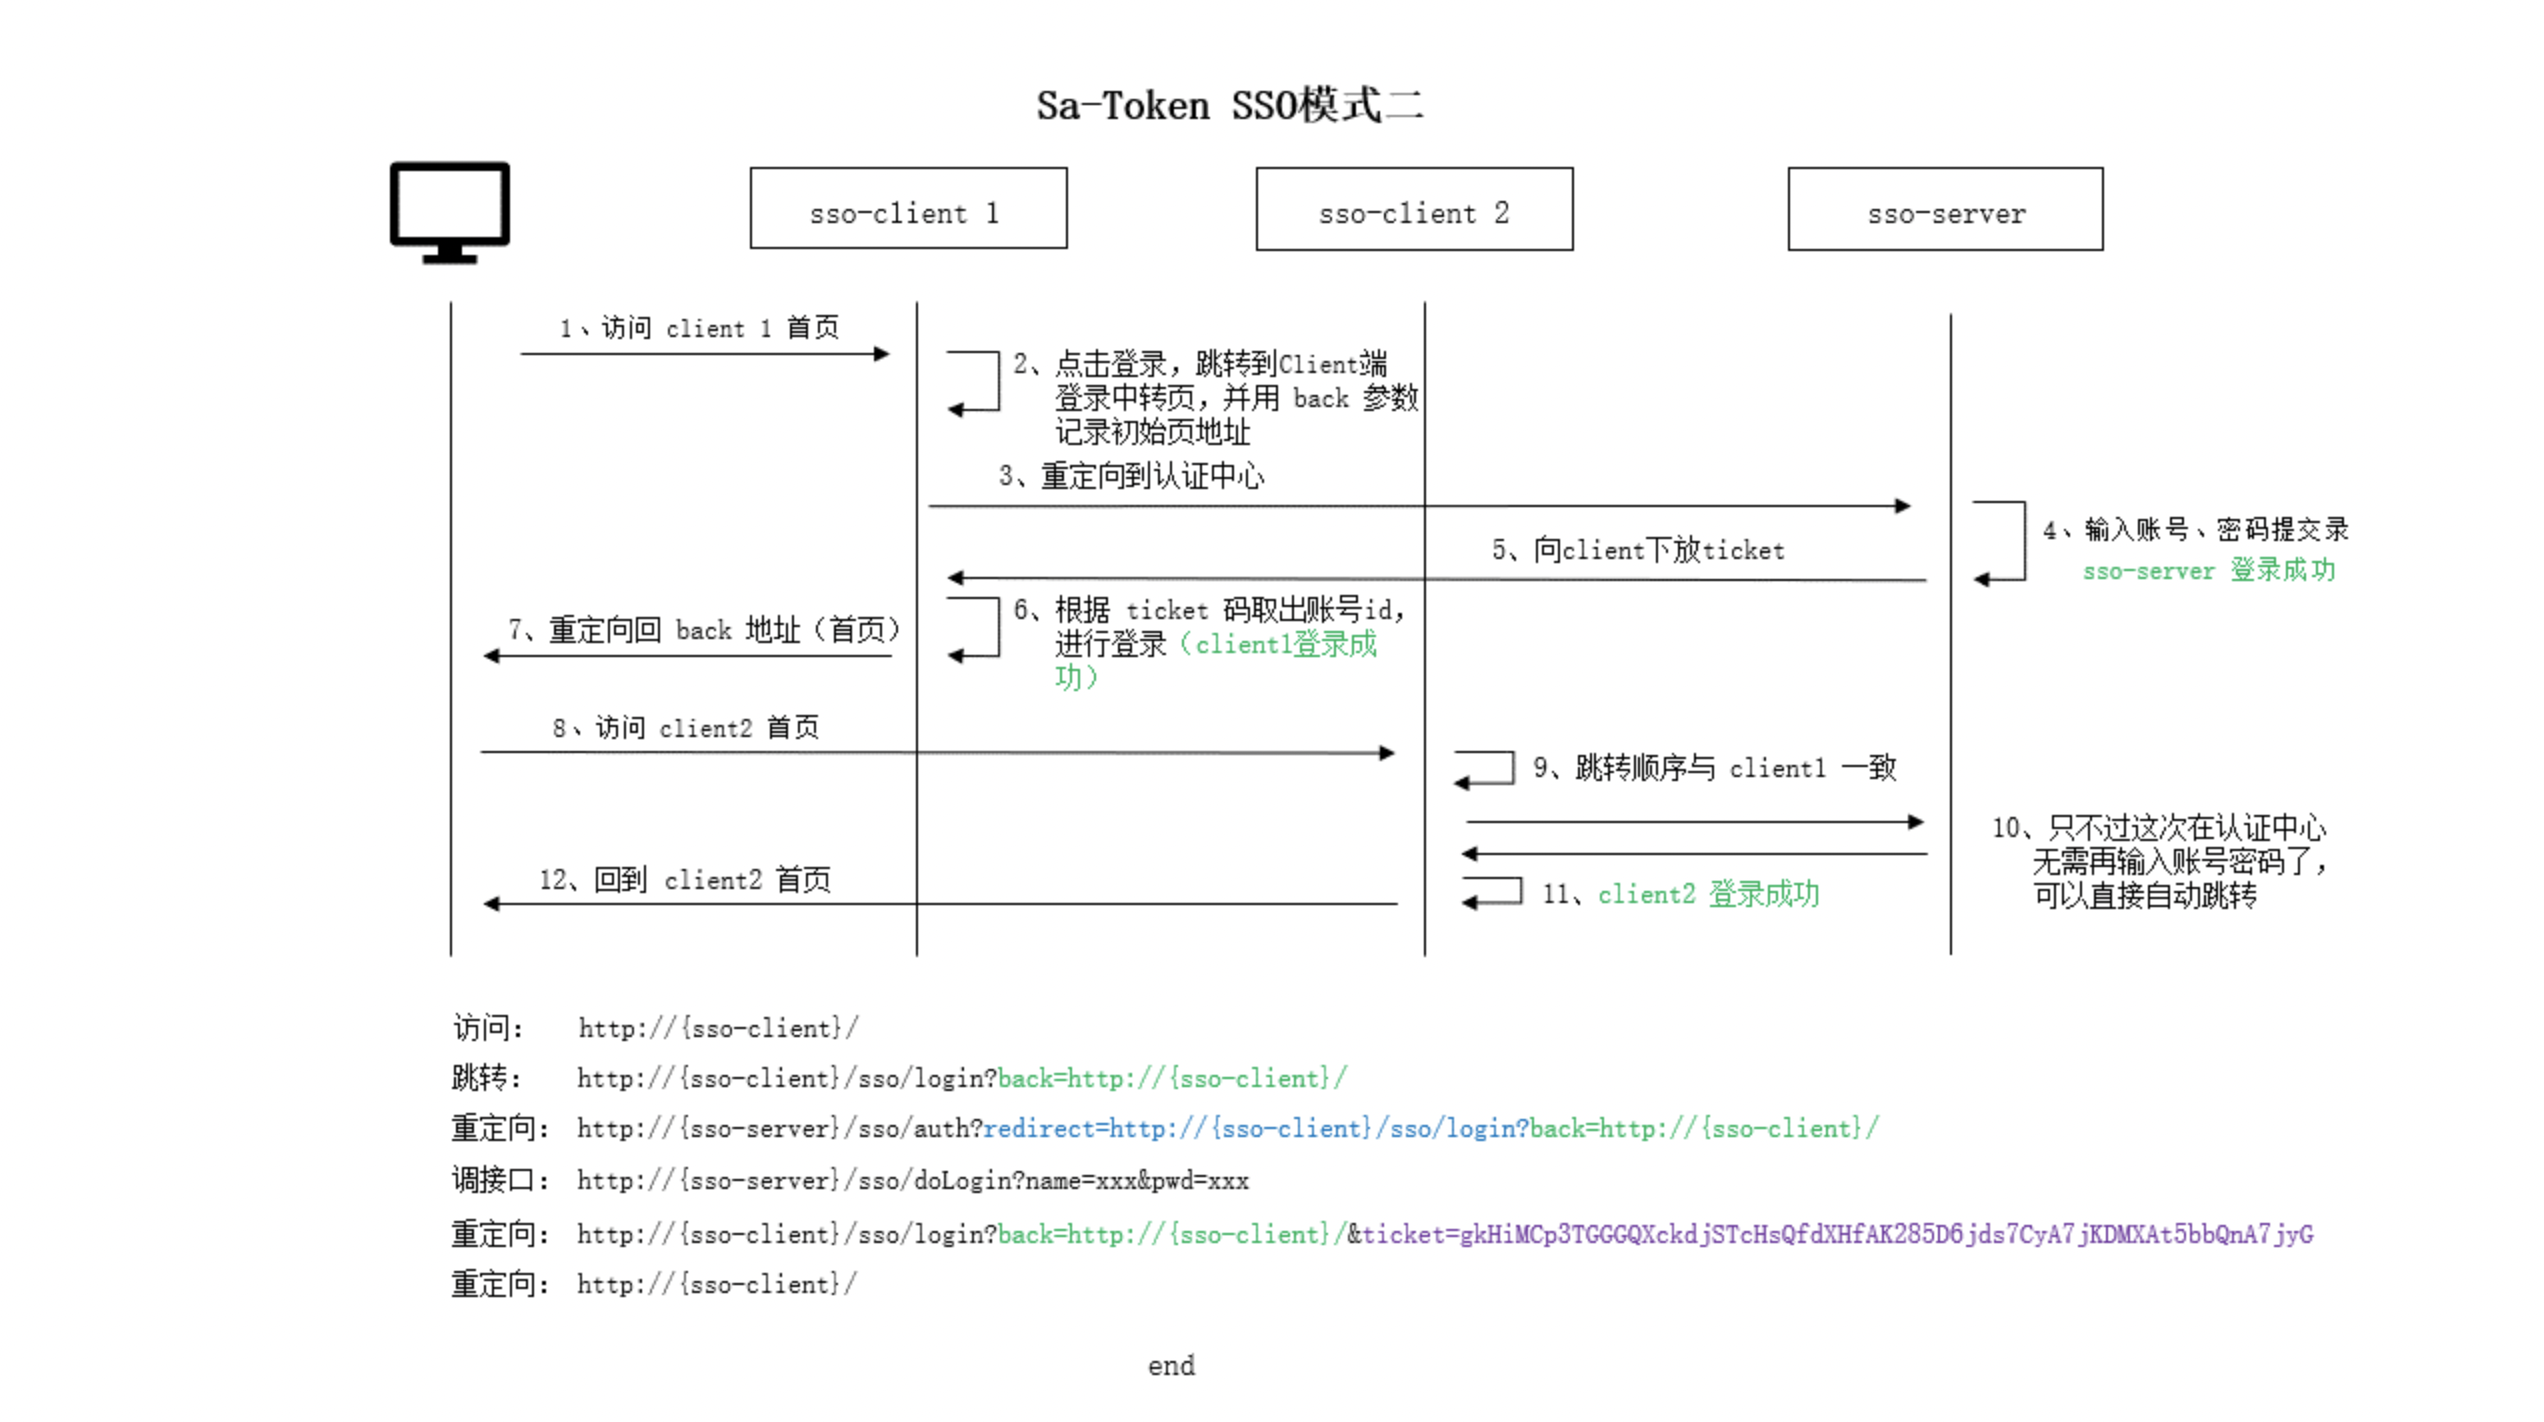 Sa-Token SSO模式二
sso-client 1
sso-client 2
sso-server
1、访问 client 1 首页
2、点击登录，跳转到Client端
登录中转页，并用 back 参数
记录初始页地址
3、重定向到认证中心
4、输入账号、密码提交录
sso-server 登录成功
5、向client下放ticket
6、根据 ticket 码取出账号id，
进行登录（client1登录成
功）
7、重定向回 back 地址（首页）
8、访问 client2 首页
9、跳转顺序与 client1 一致
10、只不过这次在认证中心
无需再输入账号密码了，
可以直接自动跳转
11、client2 登录成功
12、回到 client2 首页
访问： http://{sso-client}/
跳转： http://{sso-client}/sso/login?back=http://{sso-client}/
重定向： http://{sso-server}/sso/auth?redirect=http://{sso-client}/sso/login?back=http://{sso-client}/
调接口： http://{sso-server}/sso/doLogin?name=xxx&pwd=xxx
重定向： http://{sso-client}/sso/login?back=http://{sso-client}/&ticket=gkHiMCp3TGGGQXckdjSTcHsQfdXHfAK285D6jds7CyA7jKDMXAt5bbQnA7jyG
重定向： http://{sso-client}/
end